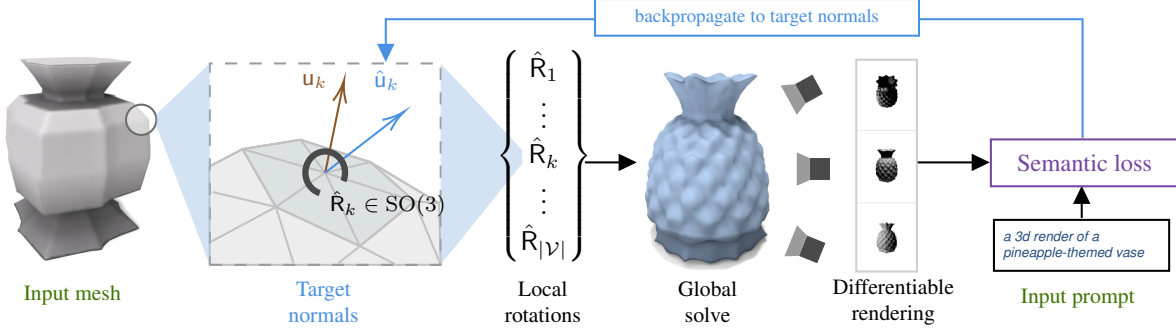 backpropagate to target normals
u_k
û_k
R̂_k ∈ SO(3)
R̂_1
⋮
R̂_k
⋮
R̂_|𝒱|
Semantic loss
a 3d render of a
pineapple-themed vase
Input mesh
Target
normals
Local
rotations
Global
solve
Differentiable
rendering
Input prompt